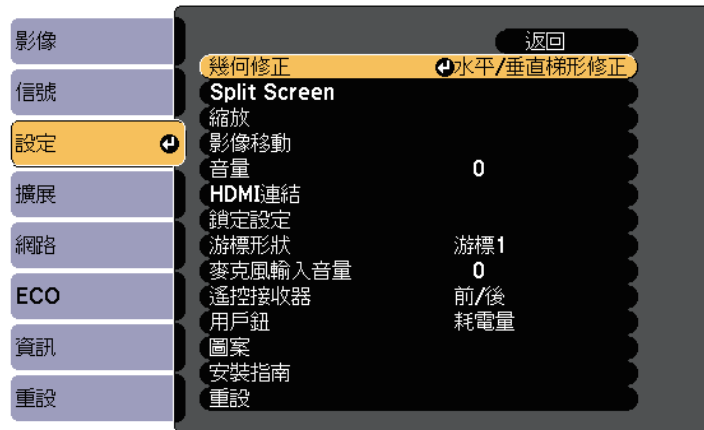 影像
信號
設定
擴展
網路
ECO
資訊
重設
返回
幾何修正 水平/垂直梯形修正
Split Screen
縮放
影像移動
音量 0
HDMI連結
鎖定設定
游標形狀 游標1
麥克風輸入音量 0
遙控接收器 前/後
用戶鈕 耗電量
圖案
安裝指南
重設